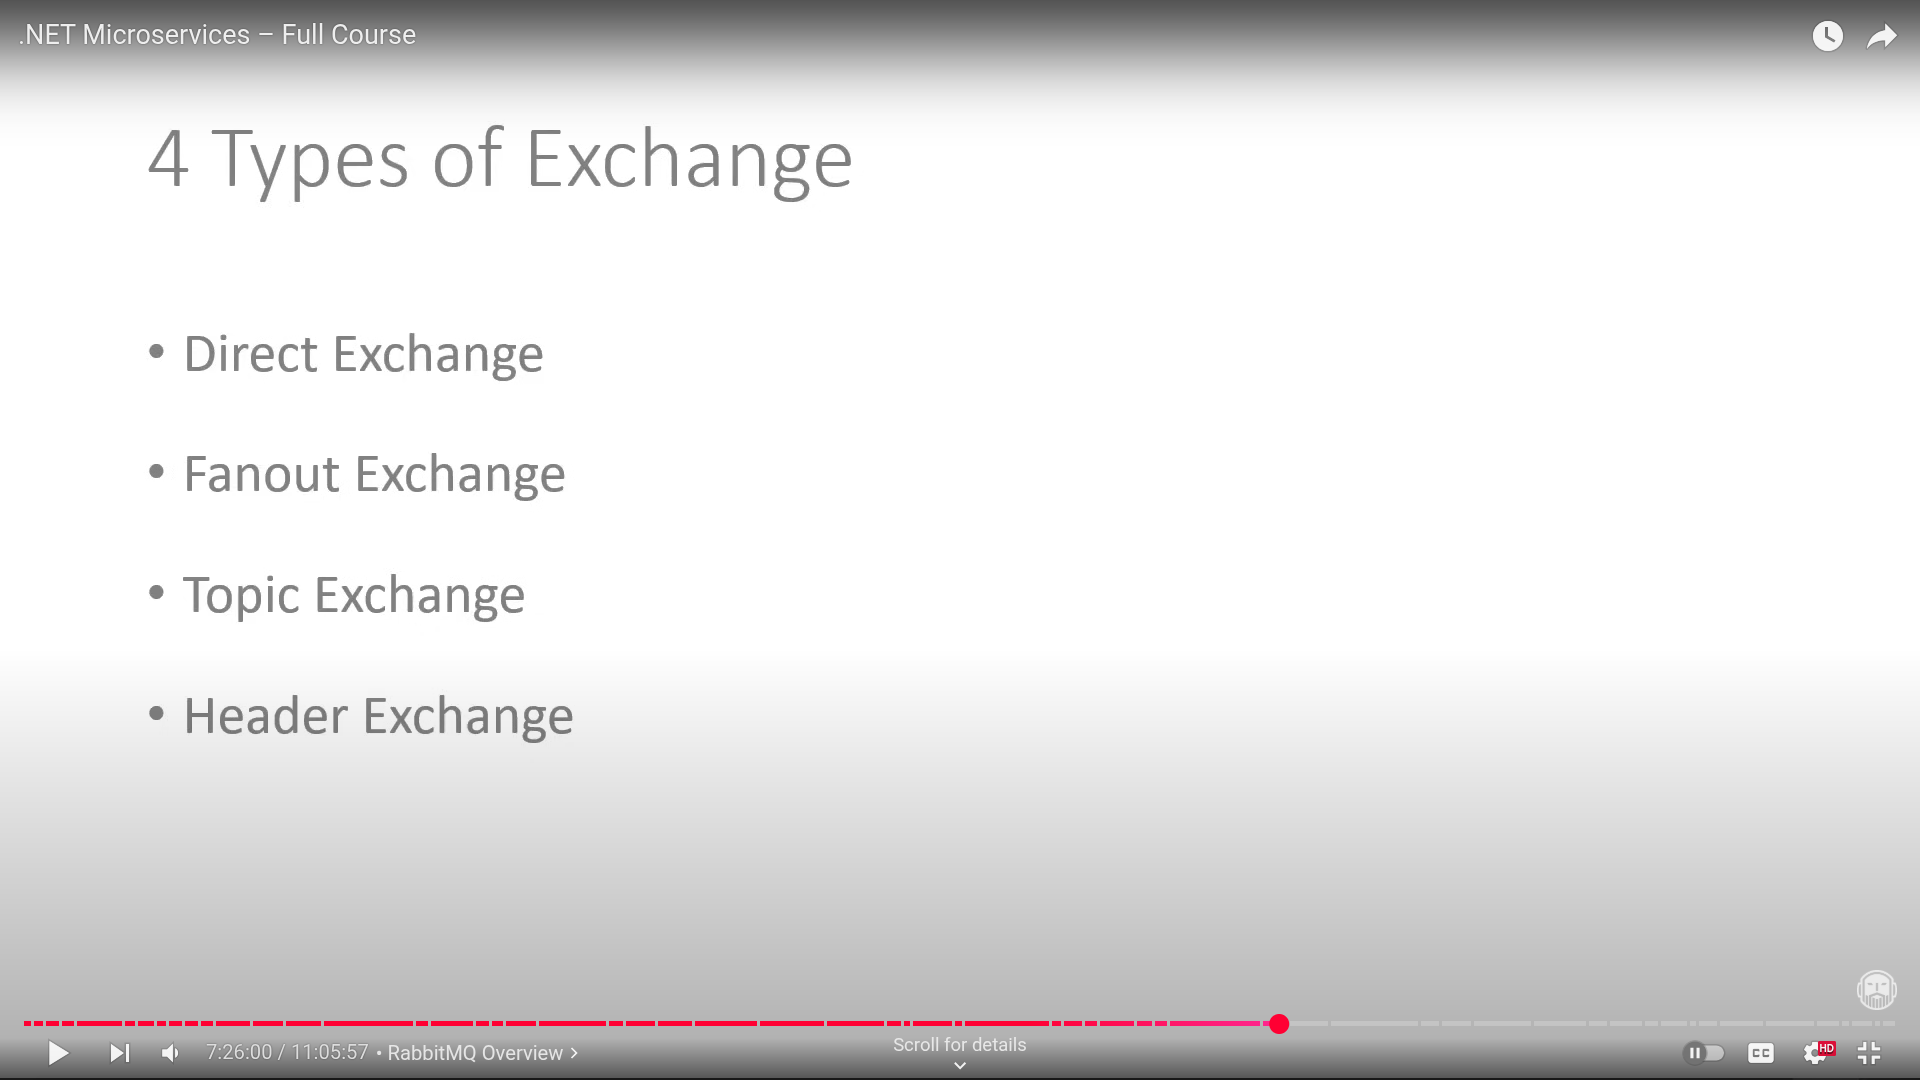 .NET Microservices – Full Course
4 Types of Exchange
• Direct Exchange
• Fanout Exchange
• Topic Exchange
• Header Exchange
Scroll for details
7:26:00 / 11:05:57 • RabbitMQ Overview
CC
HD